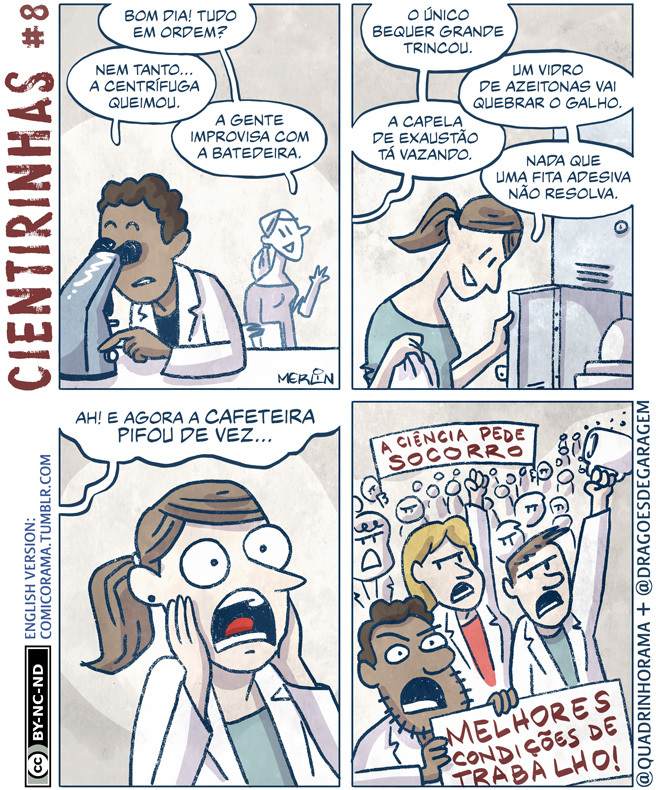 CIENTIRINHAS #8
BOM DIA! TUDO
EM ORDEM?
NEM TANTO...
A CENTRÍFUGA
QUEIMOU.
A GENTE
IMPROVISA COM
A BATEDEIRA.
MERLIN
O ÚNICO
BEQUER GRANDE
TRINCOU.
UM VIDRO
DE AZEITONAS VAI
QUEBRAR O GALHO.
A CAPELA
DE EXAUSTÃO
TÁ VAZANDO.
NADA QUE
UMA FITA ADESIVA
NÃO RESOLVA.
AH! E AGORA A CAFETEIRA
PIFOU DE VEZ...
A CIÊNCIA PEDE
SOCORRO
MELHORES
CONDIÇÕES DE
TRABALHO!
ENGLISH VERSION:
COMICORAMA.TUMBLR.COM
cc BY-NC-ND
@QUADRINHORAMA + @DRAGOESDEGARAGEM